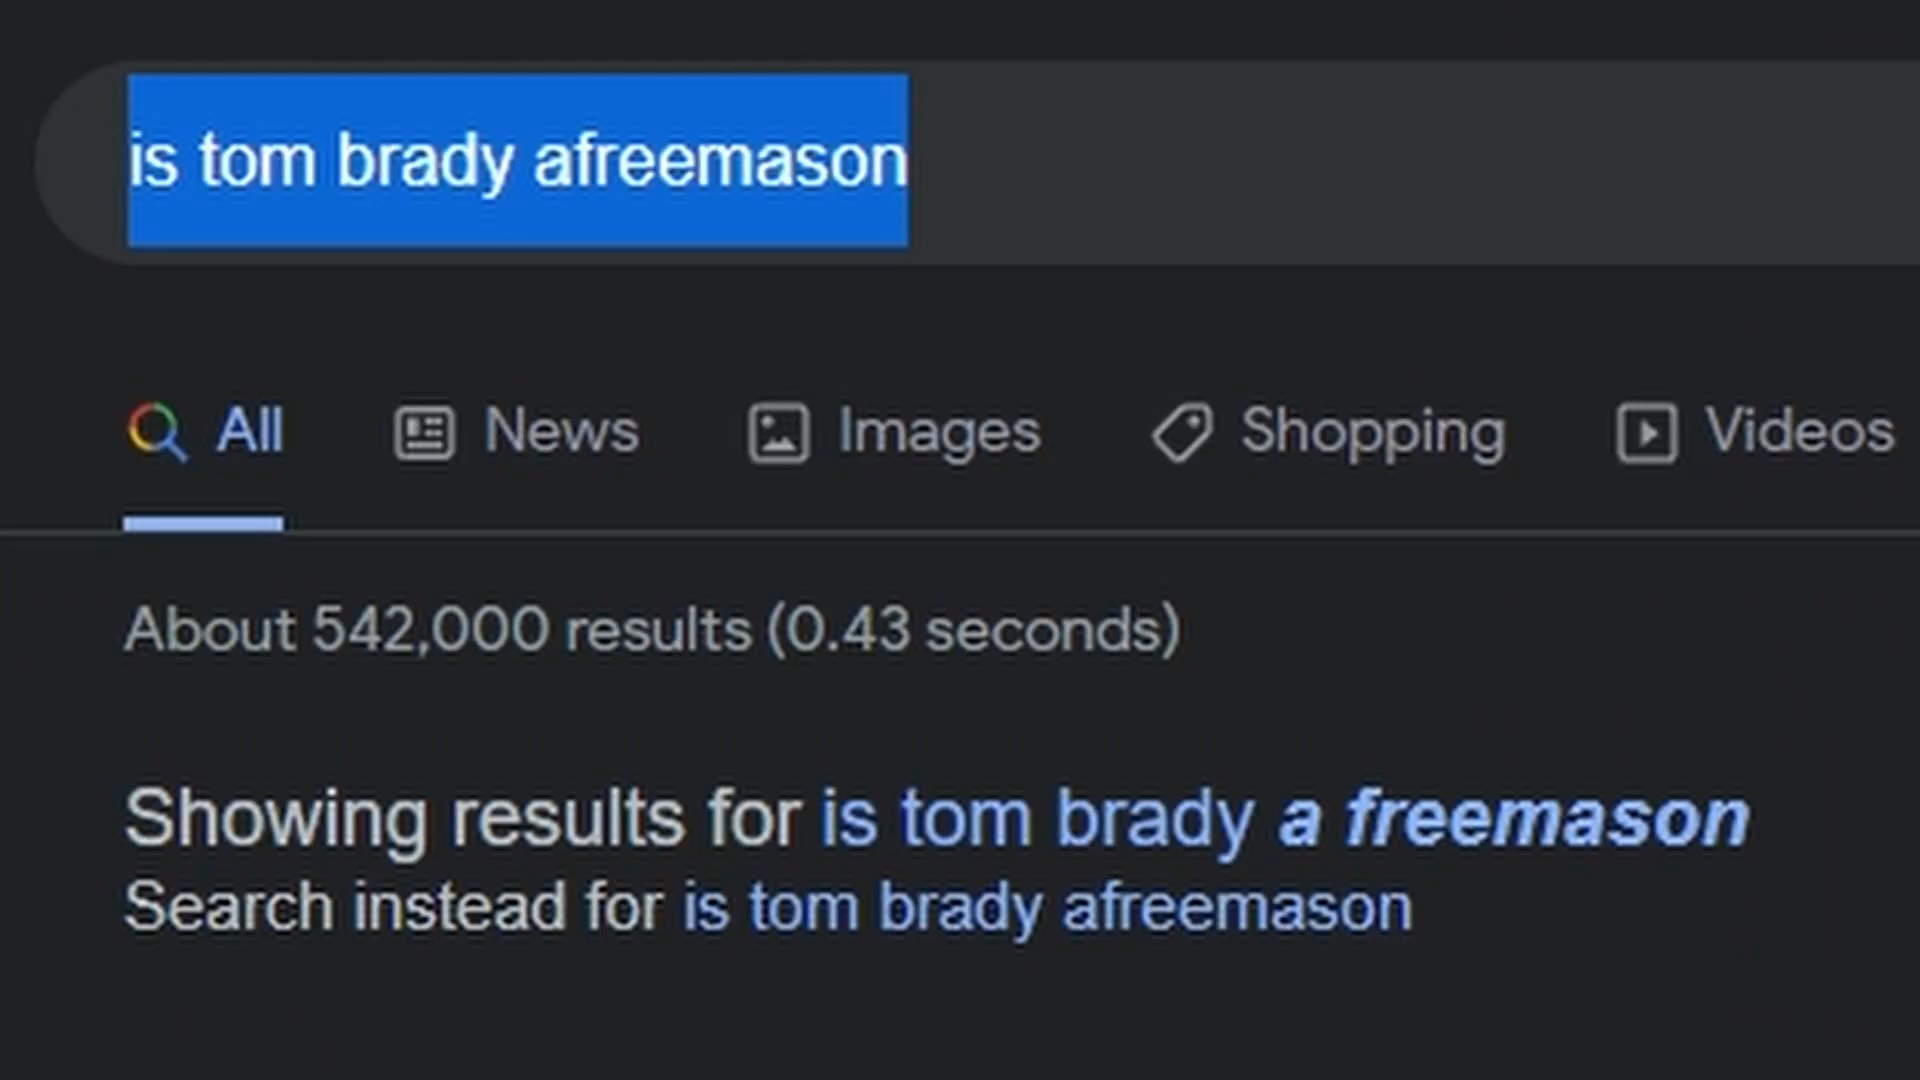 is tom brady afreemason
All News Images Shopping Videos
About 542,000 results (0.43 seconds)
Showing results for is tom brady a freemason
Search instead for is tom brady afreemason